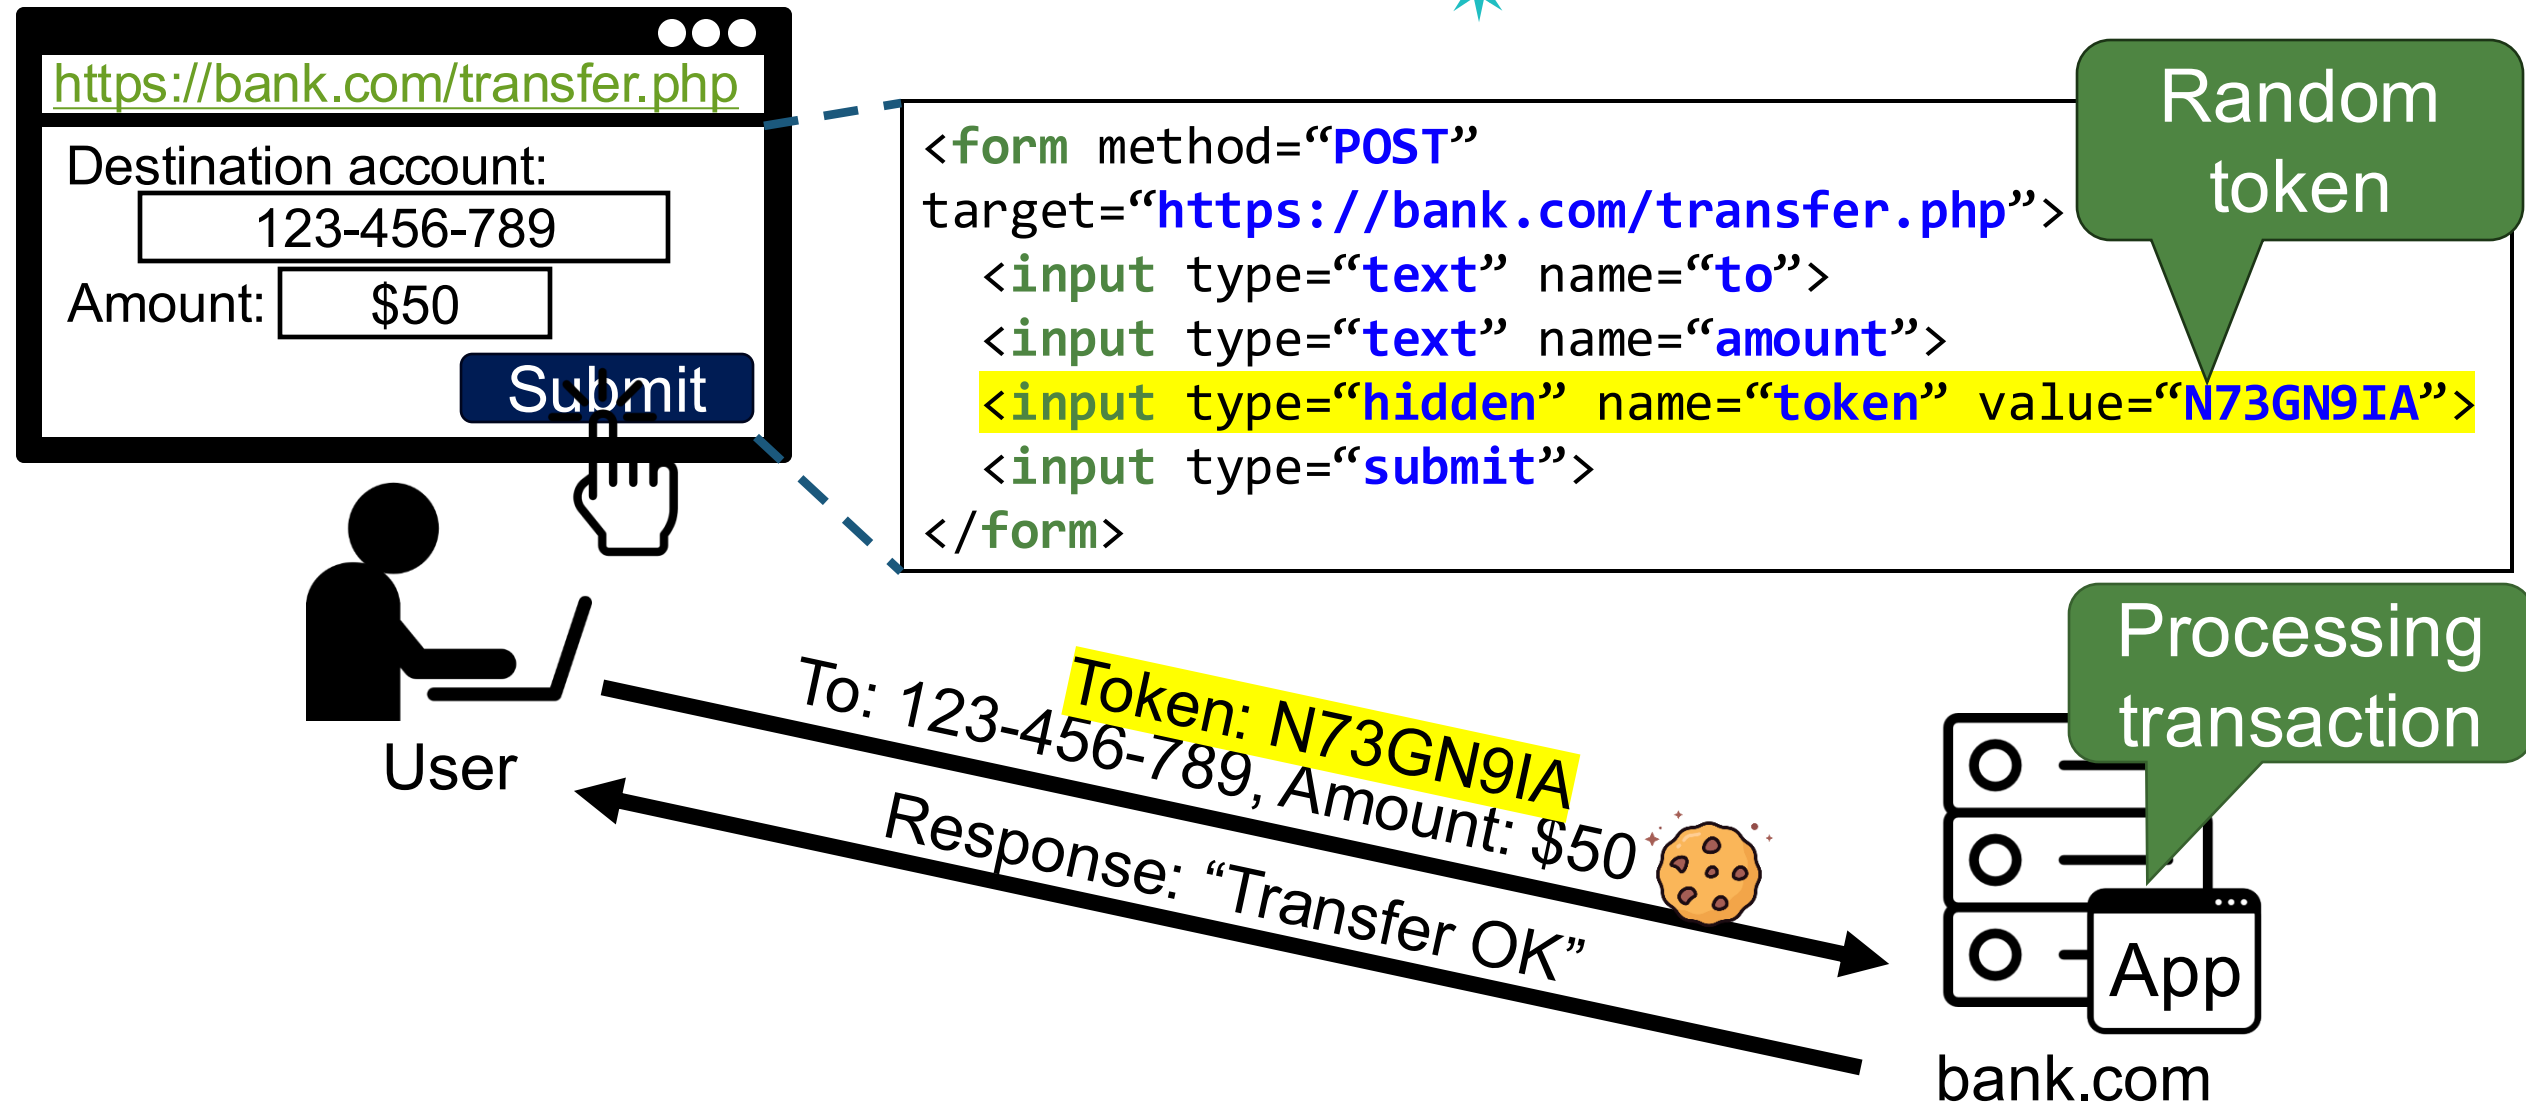 https://bank.com/transfer.php
Destination account:
123-456-789
Amount:
$50
Submit
<form method=“POST”
target=“https://bank.com/transfer.php”>
<input type=“text” name=“to”>
<input type=“text” name=“amount”>
<input type=“hidden” name=“token” value=“N73GN9IA”>
<input type=“submit”>
</form>
Random
token
User
Token: N73GN9IA
To: 123-456-789, Amount: $50
Response: “Transfer OK”
Processing
transaction
App
bank.com